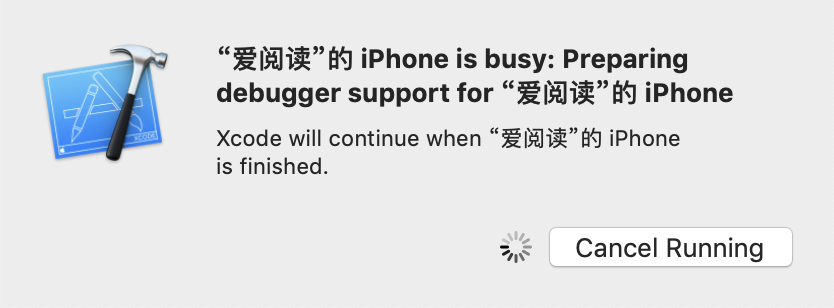 “爱阅读”的 iPhone is busy: Preparing
debugger support for “爱阅读”的 iPhone
Xcode will continue when “爱阅读”的 iPhone
is finished.
XCODE
Cancel Running